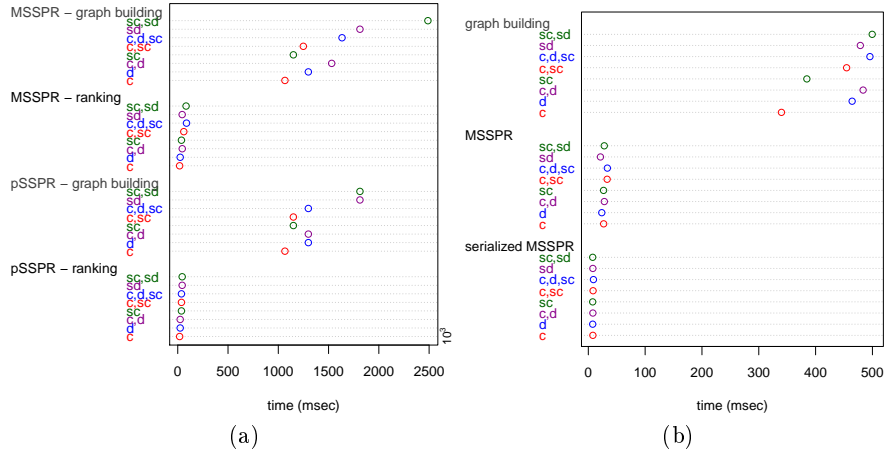 MSSPR – graph building
sc,sd
sd
c,d,sc
c,sc
sc
c,d
d
c
MSSPR – ranking
sc,sd
sd
c,d,sc
c,sc
sc
c,d
d
c
pSSPR – graph building
sc,sd
sd
c,d,sc
c,sc
sc
c,d
d
c
pSSPR – ranking
sc,sd
sd
c,d,sc
c,sc
sc
c,d
d
c
0 500 1000 1500 2000 2500
10³
time (msec)
(a)
graph building
sc,sd
sd
c,d,sc
c,sc
sc
c,d
d
c
MSSPR
sc,sd
sd
c,d,sc
c,sc
sc
c,d
d
c
serialized MSSPR
sc,sd
sd
c,d,sc
c,sc
sc
c,d
d
c
0 100 200 300 400 500
time (msec)
(b)